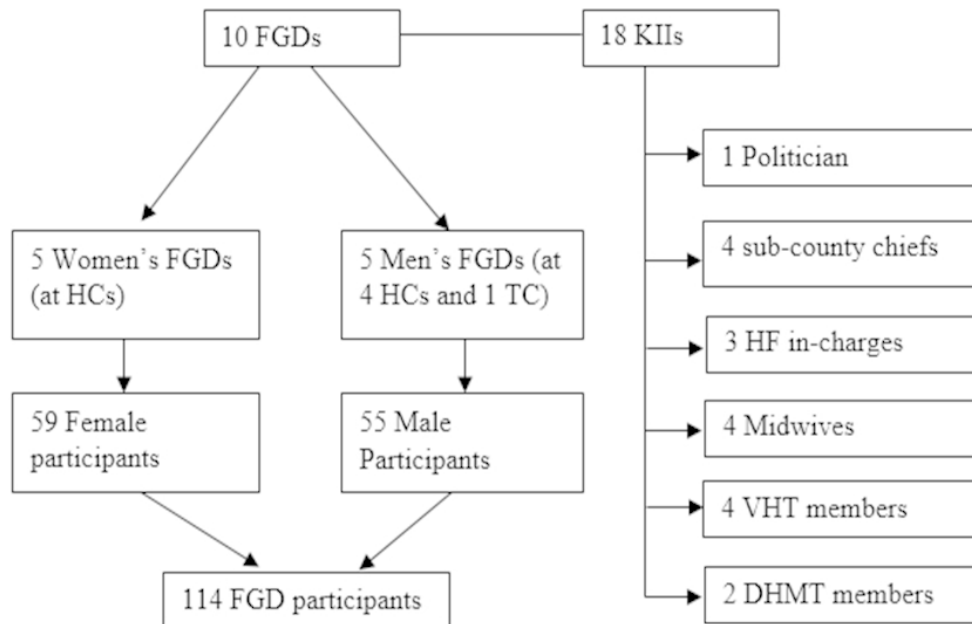 10 FGDs
18 KIIs
1 Politician
4 sub-county chiefs
5 Women’s FGDs
(at HCs)
5 Men’s FGDs (at
4 HCs and 1 TC)
3 HF in-charges
59 Female
participants
55 Male
Participants
4 Midwives
4 VHT members
114 FGD participants
2 DHMT members